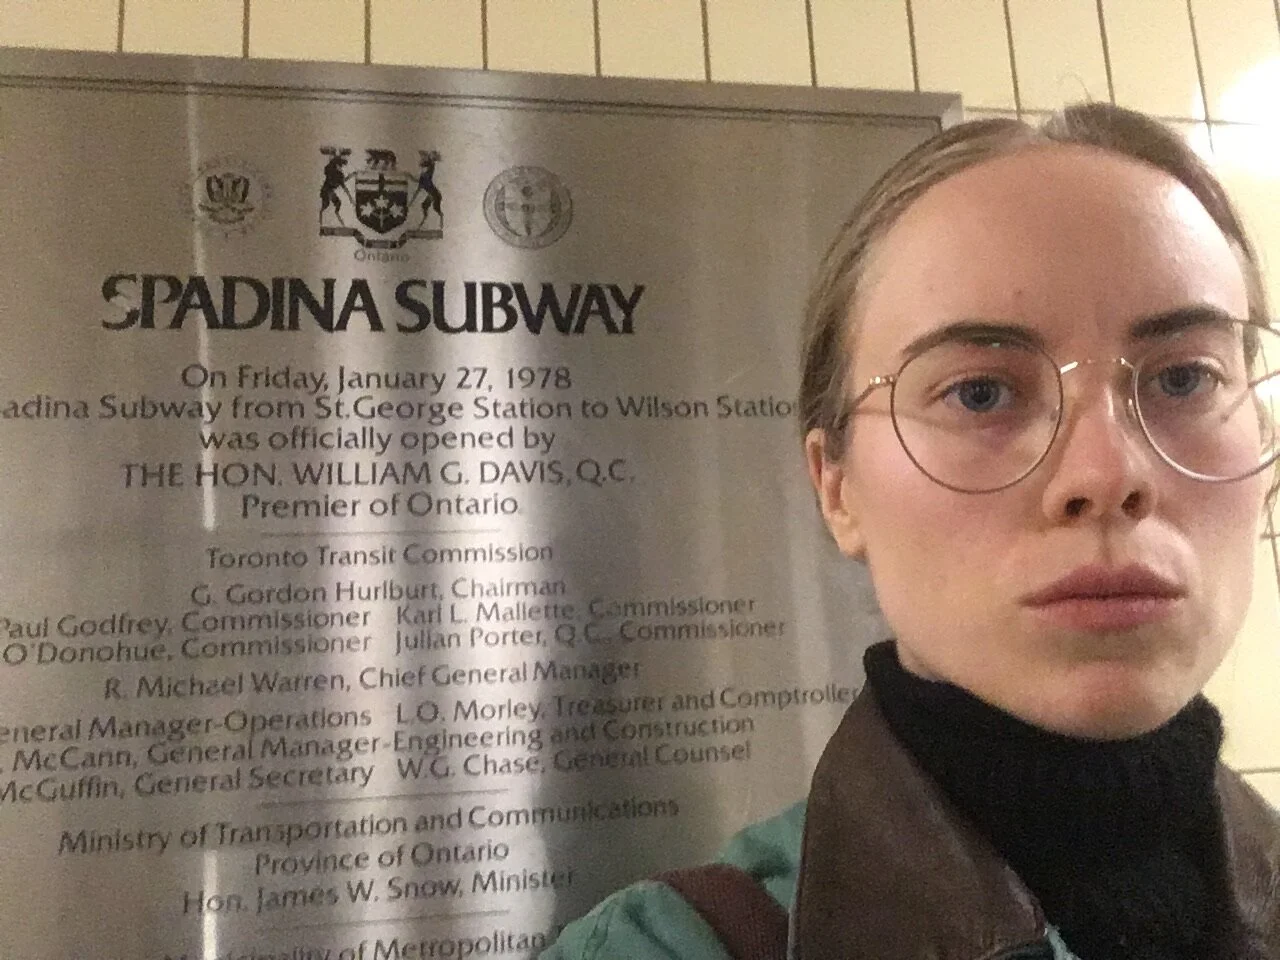 Ontario
SPADINA SUBWAY
On Friday, January 27, 1978
adina Subway from St.George Station to Wilson Statio
was officially opened by
THE HON. WILLIAM G. DAVIS, Q.C.
Premier of Ontario
Toronto Transit Commission
G. Gordon Hurlburt, Chairman
Paul Godfrey, Commissioner Karl L. Mallette, Commissioner
O'Donohue, Commissioner Julian Porter, Q.C., Commissioner
R. Michael Warren, Chief General Manager
eneral Manager-Operations L.O. Morley, Treasurer and Comptroller
McCann, General Manager-Engineering and Construction
McGuffin, General Secretary W.G. Chase, General Counsel
Ministry of Transportation and Communications
Province of Ontario
Hon. James W. Snow, Minister
of Metropolitan